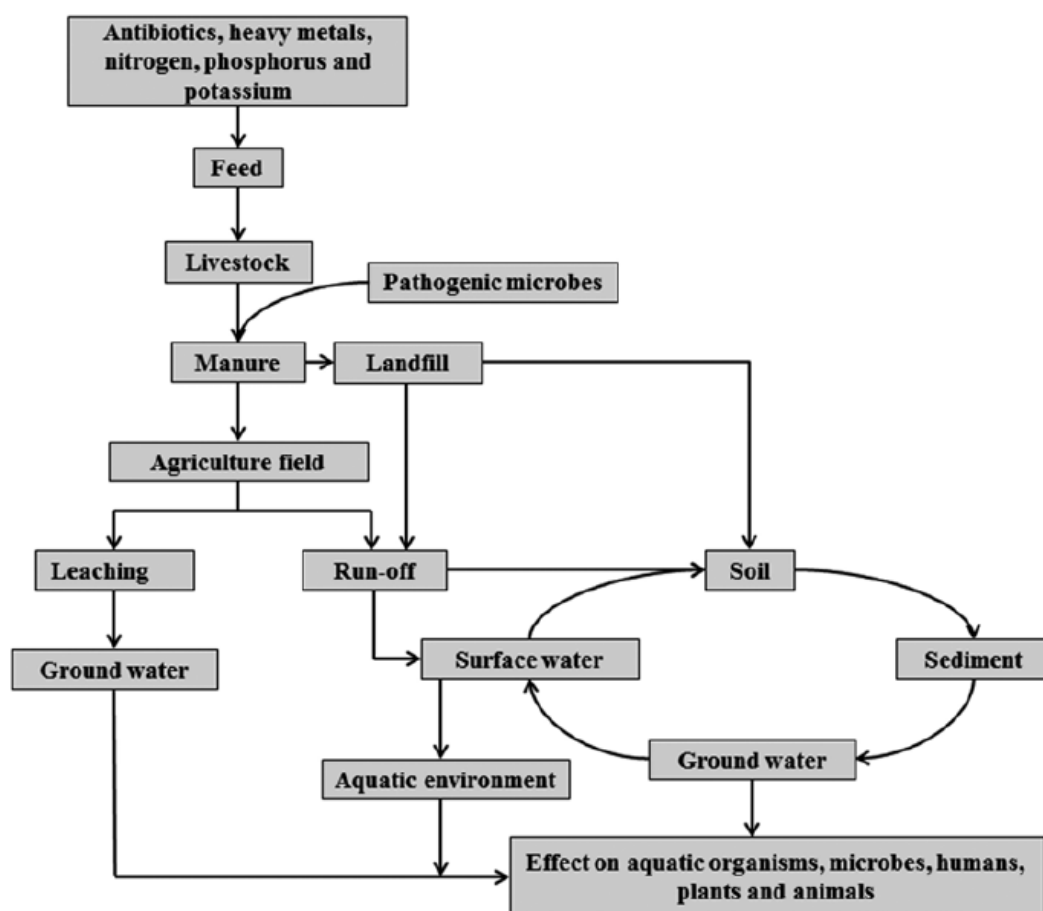 Antibiotics, heavy metals,
nitrogen, phosphorus and
potassium
Feed
Livestock
Pathogenic microbes
Manure
Landfill
Agriculture field
Leaching
Run-off
Soil
Ground water
Surface water
Sediment
Aquatic environment
Ground water
Effect on aquatic organisms, microbes, humans,
plants and animals